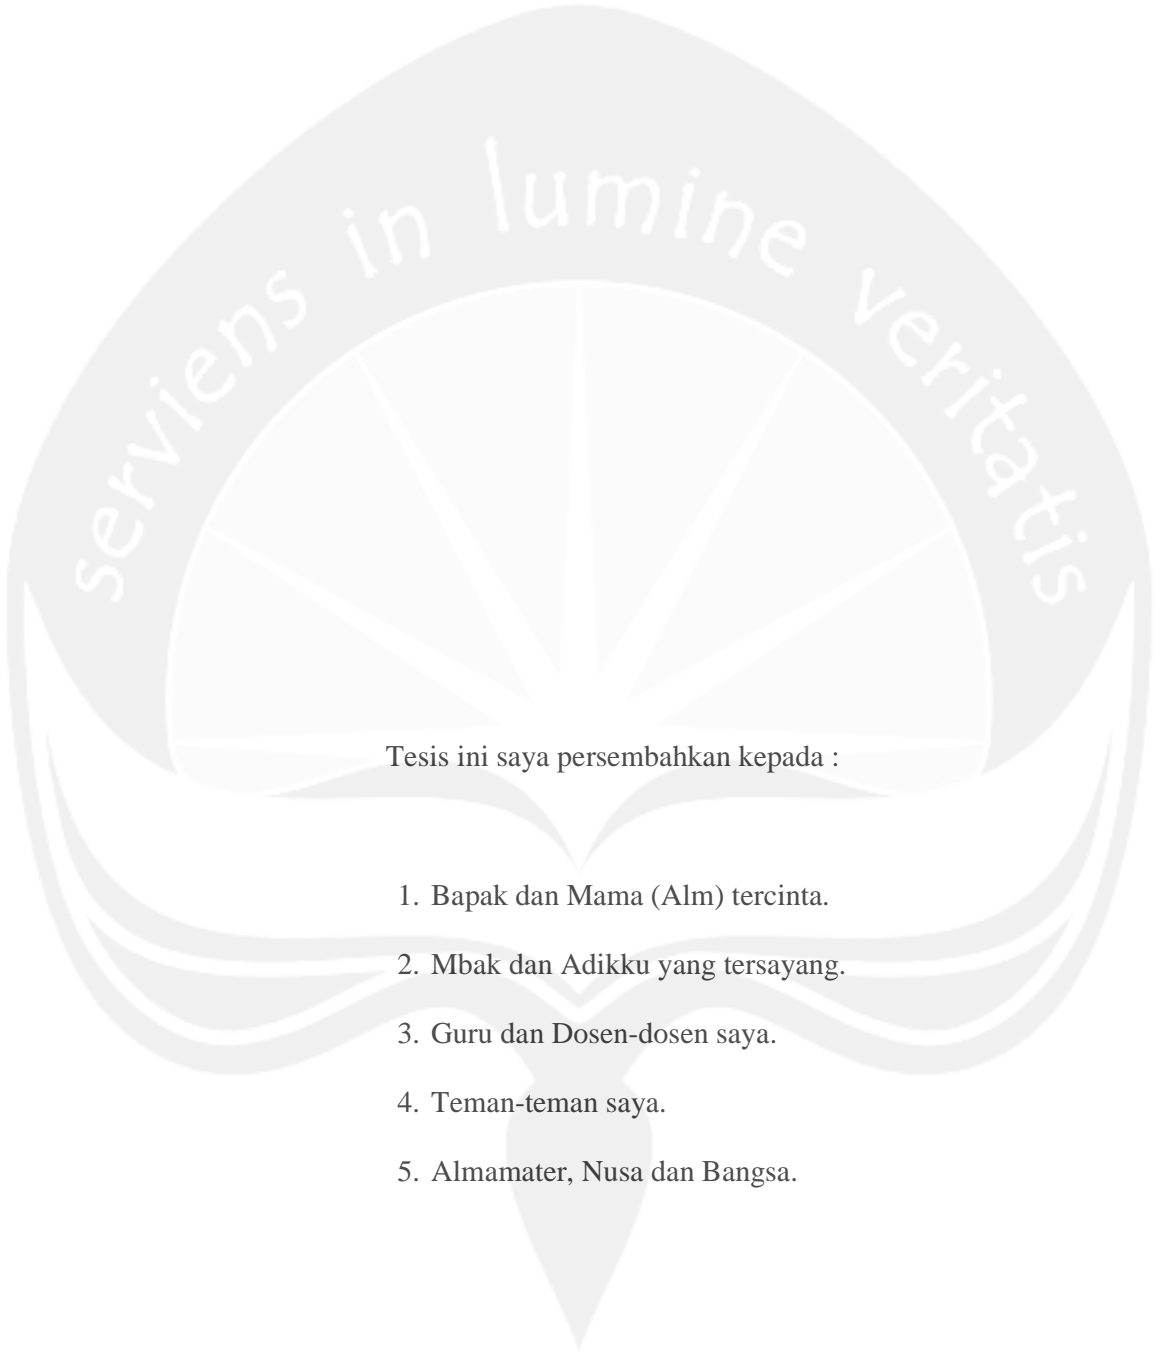 serviens in lumine veritatis
Tesis ini saya persembahkan kepada :
1. Bapak dan Mama (Alm) tercinta.
2. Mbak dan Adikku yang tersayang.
3. Guru dan Dosen-dosen saya.
4. Teman-teman saya.
5. Almamater, Nusa dan Bangsa.